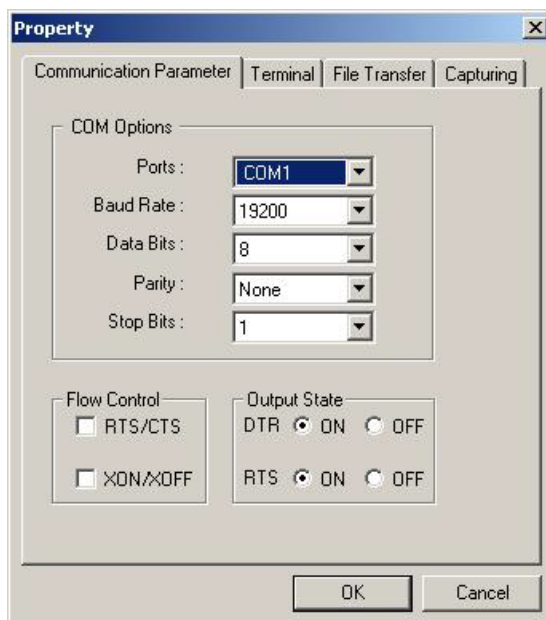 Property
Communication Parameter Terminal File Transfer Capturing
COM Options
Ports : COM1
Baud Rate : 19200
Data Bits : 8
Parity : None
Stop Bits : 1
Flow Control Output State
RTS/CTS DTR ON OFF
XON/XOFF RTS ON OFF
OK Cancel